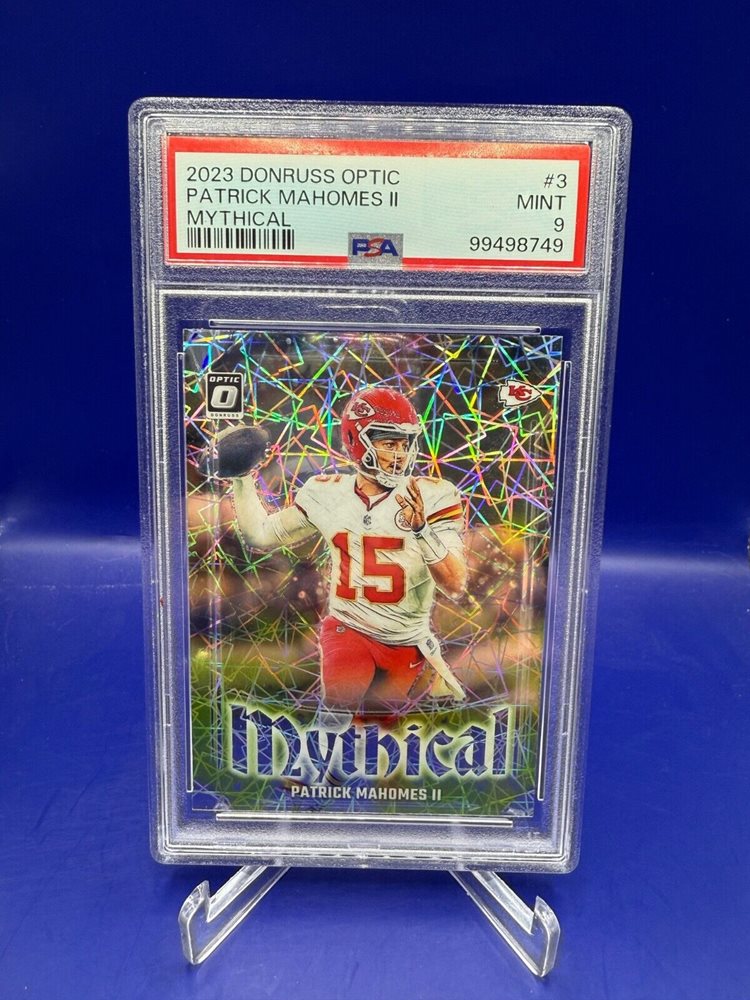 2023 DONRUSS OPTIC #3
PATRICK MAHOMES II MINT
MYTHICAL 9
PSA 99498749
OPTIC
O
DONRUSS
KC
KC
15
Mythical
PATRICK MAHOMES II